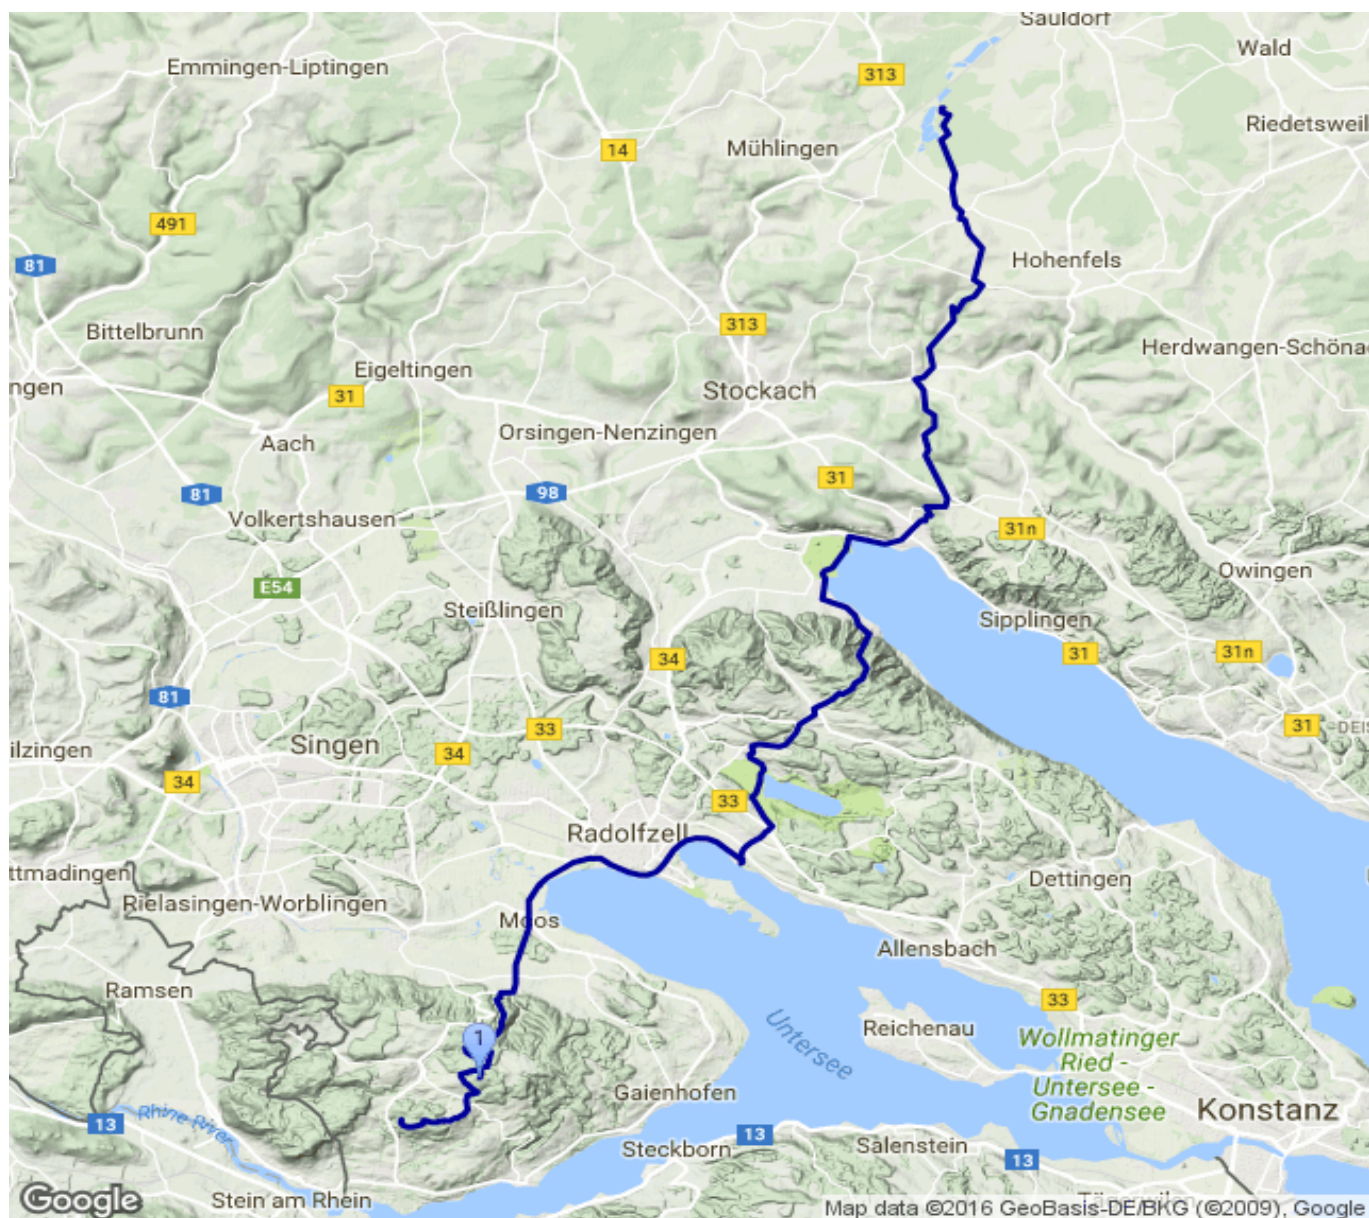 Sauldorf
Wald
Emmingen-Liptingen
313
Riedetsweil
14
Mühlingen
491
Hohenfels
81
Bittelbrunn
313
Herdwangen-Schöna
Eigeltingen
ngen
31
Stockach
Orsingen-Nenzingen
Aach
31
81
98
Volkertshausen
31n
Owingen
E54
Steißlingen
Sipplingen
31
31n
34
81
31
DEIS
33
Singen
34
ilzingen
34
33
Radolfzell
ttmadingen
Dettingen
Rielasingen-Worblingen
Moos
Allensbach
Ramsen
33
Reichenau
Untersee
Wollmatinger
Ried -
Untersee -
Gnadensee
1
Gaienhofen
Konstanz
Rhine River
13
13
Steckborn
Salenstein
13
Stein am Rhein
Google
Map data ©2016 GeoBasis-DE/BKG (©2009), Google